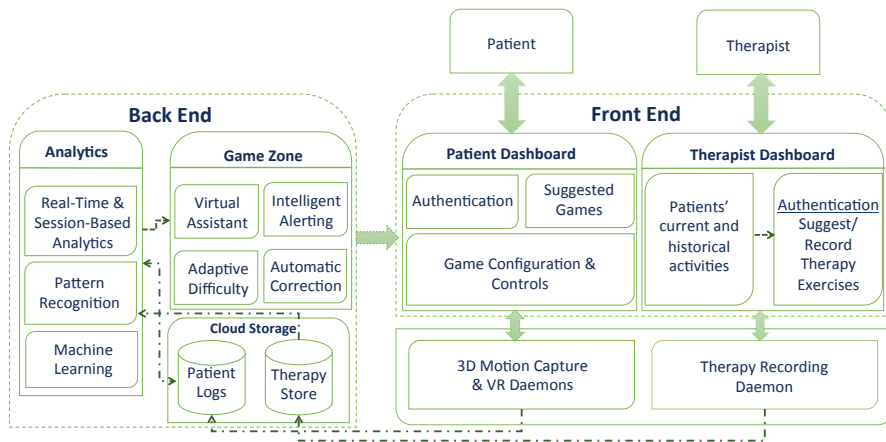 Patient
Therapist
Back End
Front End
Analytics
Real-Time &
Session-Based
Analytics
Pattern
Recognition
Machine
Learning
Game Zone
Virtual
Assistant
Intelligent
Alerting
Adaptive
Difficulty
Automatic
Correction
Cloud Storage
Patient
Logs
Therapy
Store
Patient Dashboard
Authentication
Suggested
Games
Game Configuration &
Controls
Therapist Dashboard
Patients'
current and
historical
activities
Authentication
Suggest/
Record
Therapy
Exercises
3D Motion Capture
& VR Daemons
Therapy Recording
Daemon